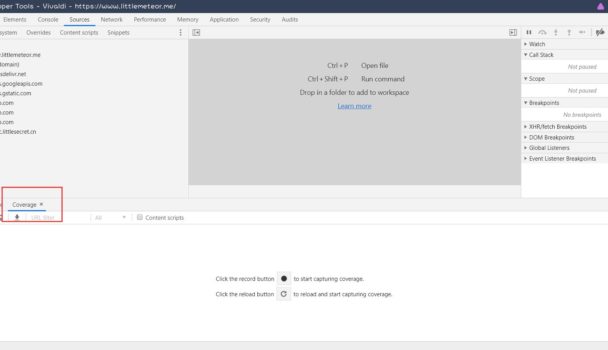 oper Tools - Vivaldi - https://www.littlemeteor.me/
Elements Console Sources Network Performance Memory Application Security Audits
system Overrides Content scripts Snippets
.littlemeteor.me
domain)
sdelivr.net
s.googleapis.com
s.gstatic.com
o.com
o.com
o.com
c.littlesecret.cn
Ctrl + P Open file
Ctrl + Shift + P Run command
Drop in a folder to add to workspace
Learn more
Watch
Call Stack
Not paused
Scope
Not paused
Breakpoints
No breakpoints
XHR/fetch Breakpoints
DOM Breakpoints
Global Listeners
Event Listener Breakpoints
Coverage ×
URL filter All Content scripts
Click the record button to start capturing coverage.
Click the reload button to reload and start capturing coverage.